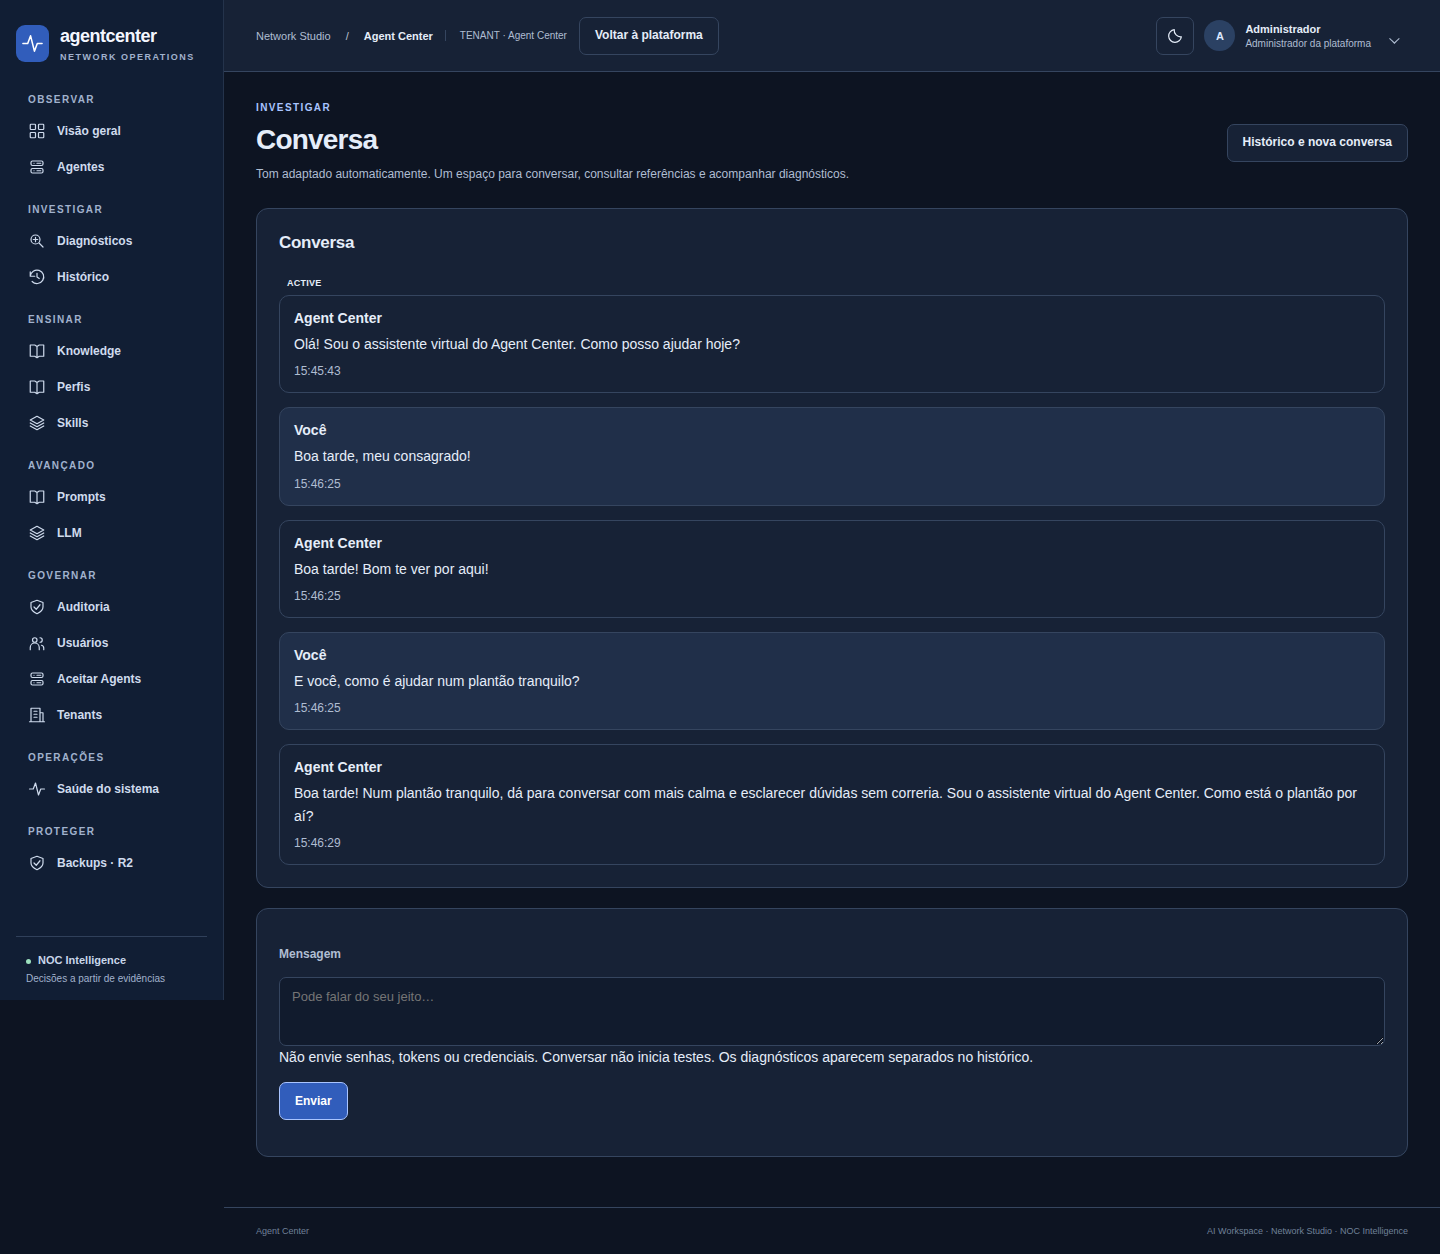 agentcenter
NETWORK OPERATIONS
OBSERVAR
Visão geral
Agentes
INVESTIGAR
Diagnósticos
Histórico
ENSINAR
Knowledge
Perfis
Skills
AVANÇADO
Prompts
LLM
GOVERNAR
Auditoria
Usuários
Aceitar Agents
Tenants
OPERAÇÕES
Saúde do sistema
PROTEGER
Backups · R2
NOC Intelligence
Decisões a partir de evidências
Network Studio / Agent Center TENANT · Agent Center Voltar à plataforma
A
Administrador
Administrador da plataforma
INVESTIGAR
Conversa
Histórico e nova conversa
Tom adaptado automaticamente. Um espaço para conversar, consultar referências e acompanhar diagnósticos.
Conversa
ACTIVE
Agent Center
Olá! Sou o assistente virtual do Agent Center. Como posso ajudar hoje?
15:45:43
Você
Boa tarde, meu consagrado!
15:46:25
Agent Center
Boa tarde! Bom te ver por aqui!
15:46:25
Você
E você, como é ajudar num plantão tranquilo?
15:46:25
Agent Center
Boa tarde! Num plantão tranquilo, dá para conversar com mais calma e esclarecer dúvidas sem correria. Sou o assistente virtual do Agent Center. Como está o plantão por
aí?
15:46:29
Mensagem
Pode falar do seu jeito…
Não envie senhas, tokens ou credenciais. Conversar não inicia testes. Os diagnósticos aparecem separados no histórico.
Enviar
Agent Center
AI Workspace · Network Studio · NOC Intelligence